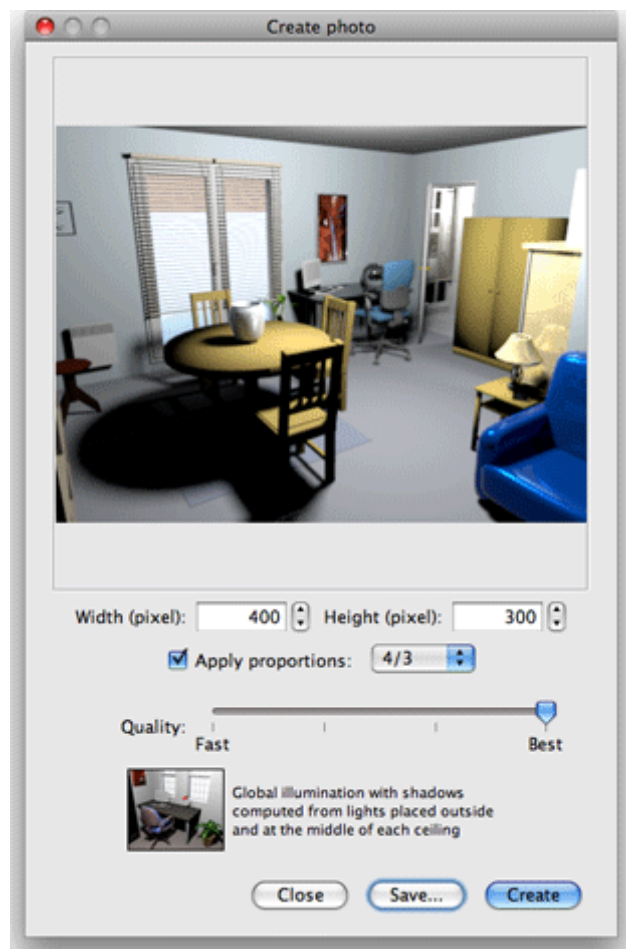 Create photo
Width (pixel): 400 Height (pixel): 300
Apply proportions: 4/3
Quality:
Fast Best
Global illumination with shadows
computed from lights placed outside
and at the middle of each ceiling
Close Save... Create